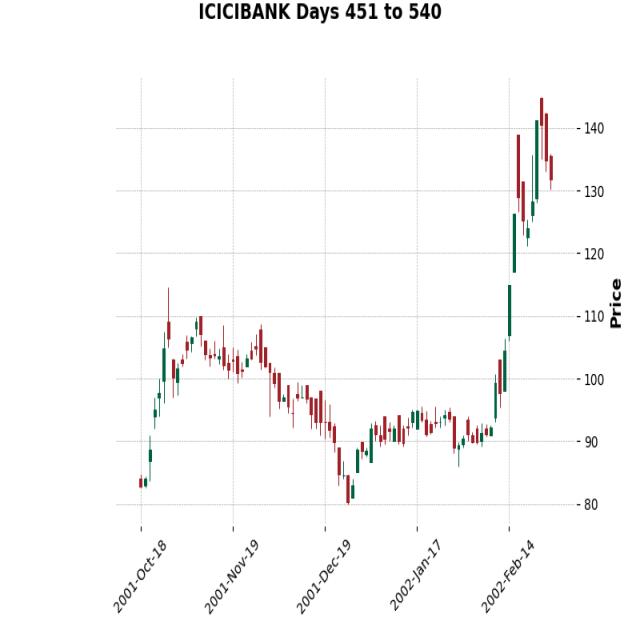 ICICIBANK Days 451 to 540
140
130
120
110
100
90
80
Price
2001-Oct-18
2001-Nov-19
2001-Dec-19
2002-Jan-17
2002-Feb-14